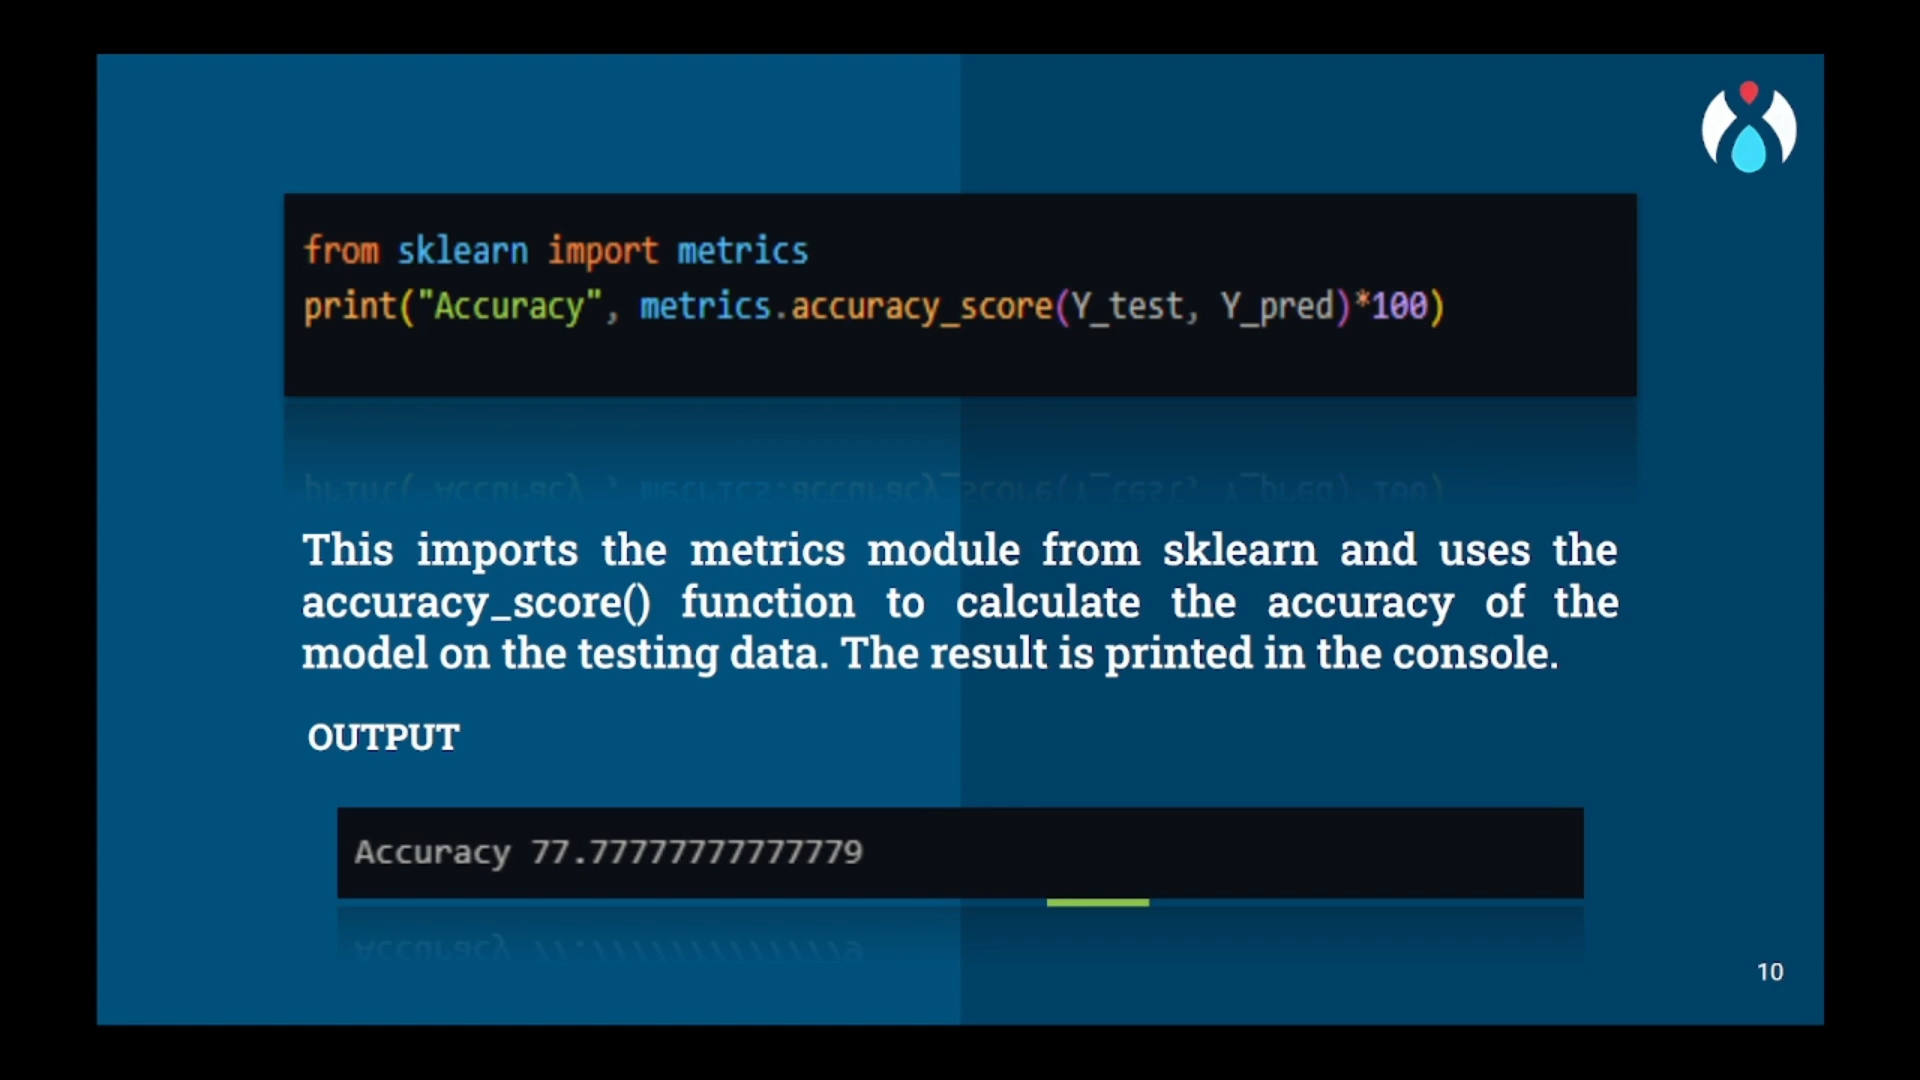 from sklearn import metrics
print("Accuracy", metrics.accuracy_score(Y_test, Y_pred)*100)
This imports the metrics module from sklearn and uses the
accuracy_score() function to calculate the accuracy of the
model on the testing data. The result is printed in the console.
OUTPUT
Accuracy 77.77777777777779
10